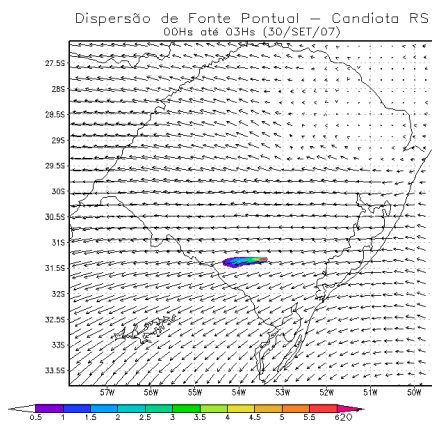 Dispersão de Fonte Pontual − Candiota RS
00Hs até 03Hs (30/SET/07)
27.5S
28S
28.5S
29S
29.5S
30S
30.5S
31S
31.5S
32S
32.5S
33S
33.5S
57W 56W 55W 54W 53W 52W 51W 50W
0.5 1 1.5 2 2.5 3 3.5 4 4.5 5 5.5 620